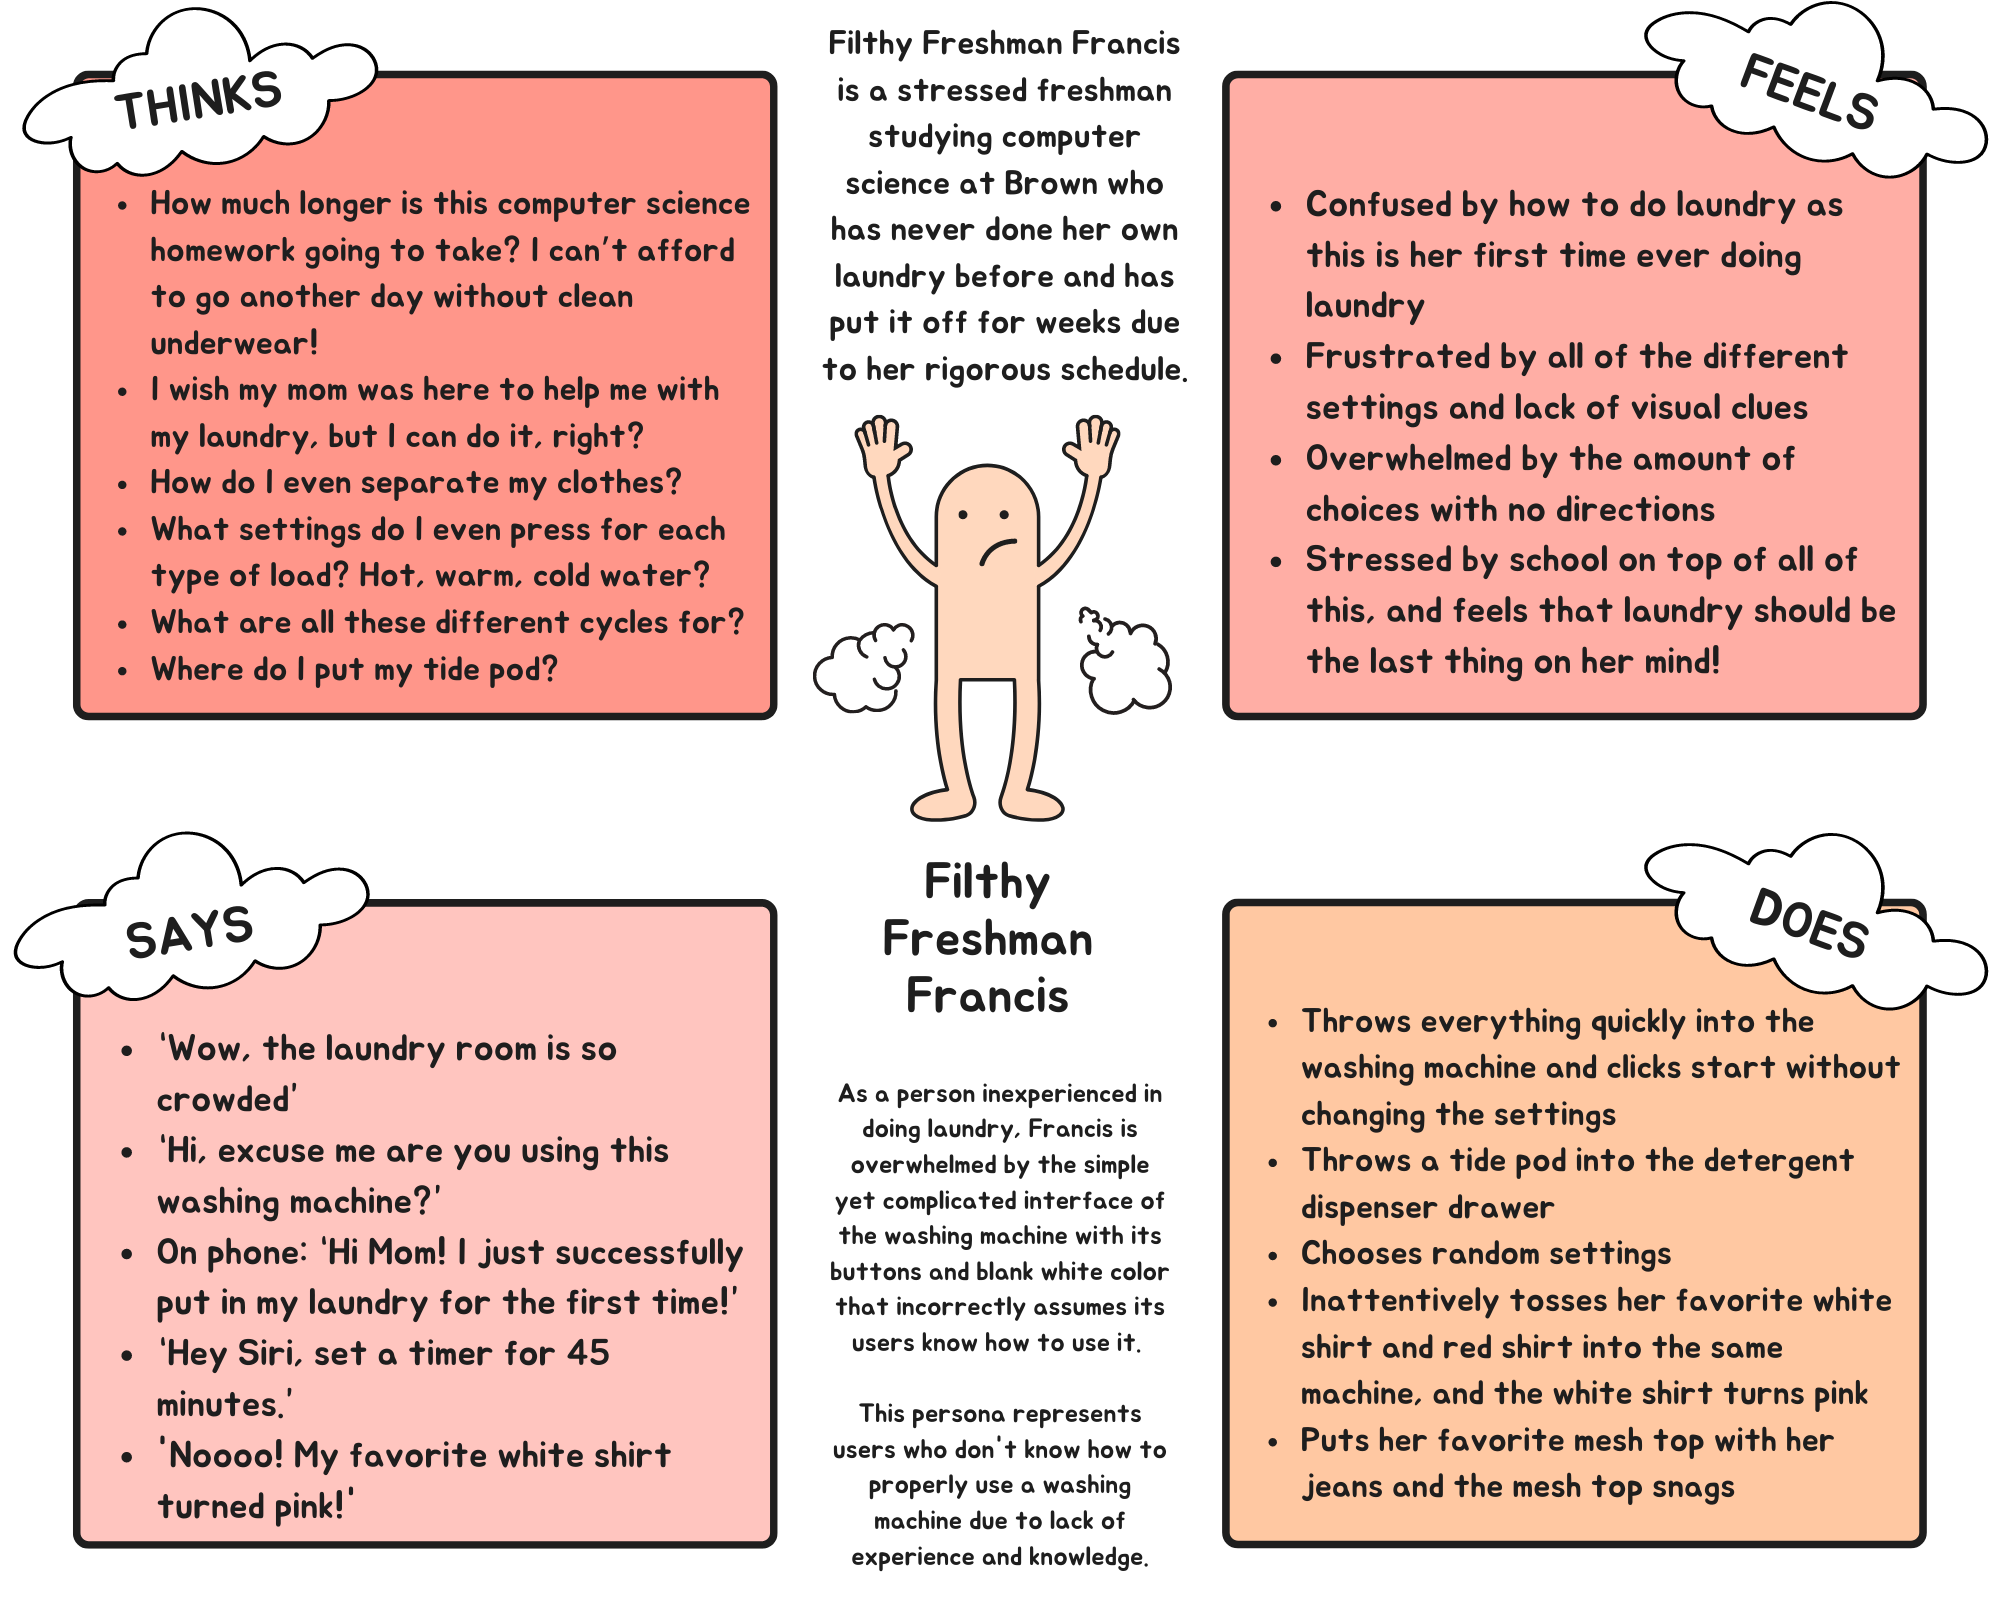 THINKS
How much longer is this computer science
homework going to take? I can't afford
to go another day without clean
underwear!
I wish my mom was here to help me with
my laundry, but I can do it, right?
How do I even separate my clothes?
What settings do I even press for each
type of load? Hot, warm, cold water?
What are all these different cycles for?
Where do I put my tide pod?
Filthy Freshman Francis
is a stressed freshman
studying computer
science at Brown who
has never done her own
laundry before and has
put it off for weeks due
to her rigorous schedule.
FEELS
Confused by how to do laundry as
this is her first time ever doing
laundry
Frustrated by all of the different
settings and lack of visual clues
Overwhelmed by the amount of
choices with no directions
Stressed by school on top of all of
this, and feels that laundry should be
the last thing on her mind!
SAYS
'Wow, the laundry room is so
crowded'
'Hi, excuse me are you using this
washing machine?'
On phone: 'Hi Mom! I just successfully
put in my laundry for the first time!'
'Hey Siri, set a timer for 45
minutes.'
'Noooo! My favorite white shirt
turned pink!'
Filthy
Freshman
Francis
As a person inexperienced in
doing laundry, Francis is
overwhelmed by the simple
yet complicated interface of
the washing machine with its
buttons and blank white color
that incorrectly assumes its
users know how to use it.
This persona represents
users who don't know how to
properly use a washing
machine due to lack of
experience and knowledge.
DOES
Throws everything quickly into the
washing machine and clicks start without
changing the settings
Throws a tide pod into the detergent
dispenser drawer
Chooses random settings
Inattentively tosses her favorite white
shirt and red shirt into the same
machine, and the white shirt turns pink
Puts her favorite mesh top with her
jeans and the mesh top snags